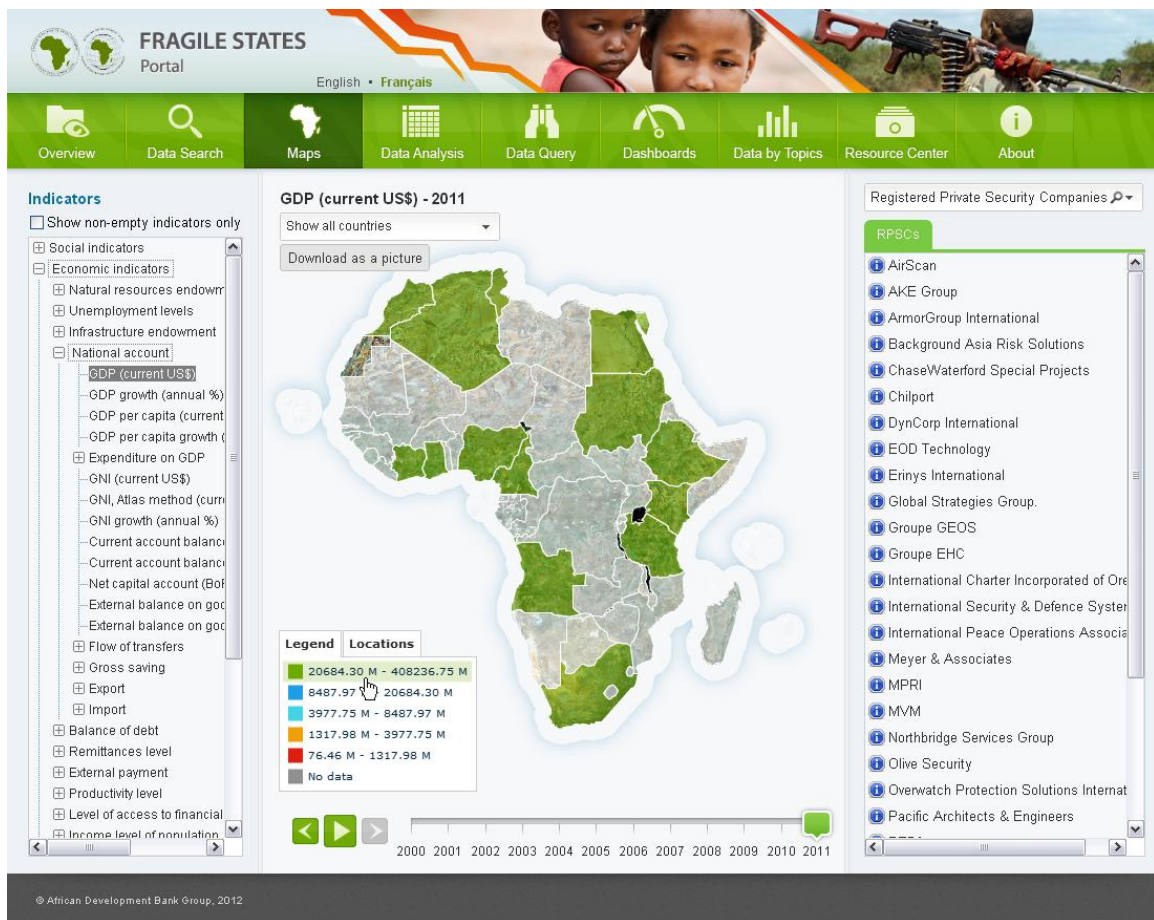 FRAGILE STATES
Portal
English • Français
Overview
Data Search
Maps
Data Analysis
Data Query
Dashboards
Data by Topics
Resource Center
About
Indicators
Show non-empty indicators only
Social indicators
Economic indicators
Natural resources endowm
Unemployment levels
Infrastructure endowment
National account
GDP (current US$)
GDP growth (annual %)
GDP per capita (current
GDP per capita growth (
Expenditure on GDP
GNI (current US$)
GNI, Atlas method (curr
GNI growth (annual %)
Current account balanc
Current account balanc
Net capital account (BoP
External balance on goo
External balance on goo
Flow of transfers
Gross saving
Export
Import
Balance of debt
Remittances level
External payment
Productivity level
Level of access to financial
Income level of population
GDP (current US$) - 2011
Show all countries
Download as a picture
Legend Locations
20684.30 M - 408236.75 M
8487.97 20684.30 M
3977.75 M - 8487.97 M
1317.98 M - 3977.75 M
76.46 M - 1317.98 M
No data
2000 2001 2002 2003 2004 2005 2006 2007 2008 2009 2010 2011
Registered Private Security Companies
RPSCs
AirScan
AKE Group
ArmorGroup International
Background Asia Risk Solutions
ChaseWaterford Special Projects
Chilport
DynCorp International
EOD Technology
Erinys International
Global Strategies Group.
Groupe GEOS
Groupe EHC
International Charter Incorporated of Ore
International Security & Defence System
International Peace Operations Associa
Meyer & Associates
MPRI
MVM
Northbridge Services Group
Olive Security
Overwatch Protection Solutions Internat
Pacific Architects & Engineers
© African Development Bank Group, 2012